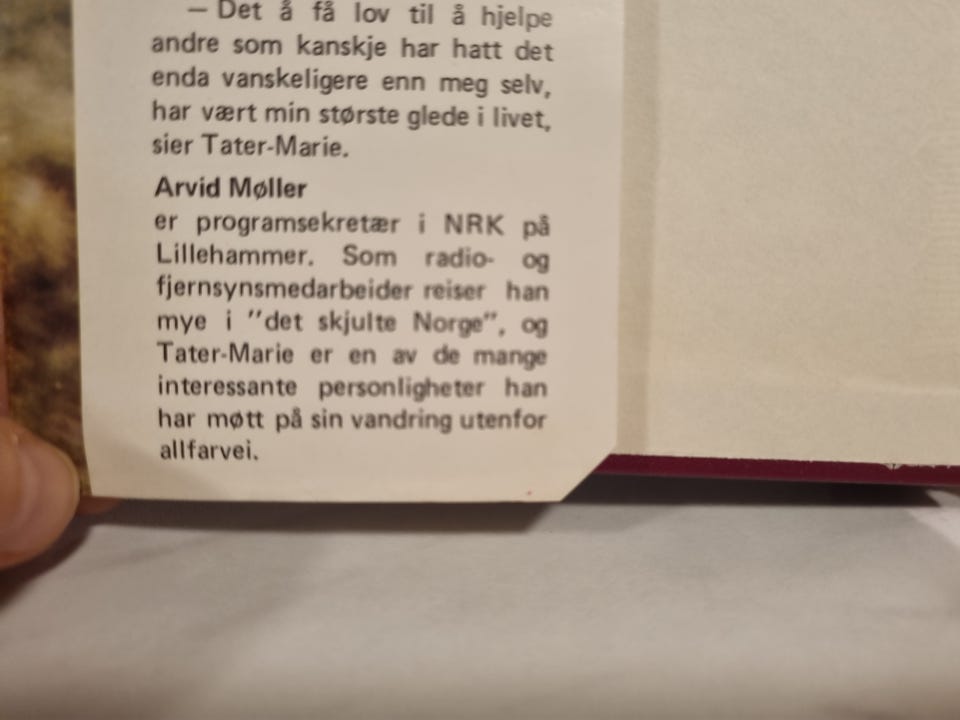 – Det å få lov til å hjelpe
andre som kanskje har hatt det
enda vanskeligere enn meg selv,
har vært min største glede i livet,
sier Tater-Marie.
Arvid Møller
er programsekretær i NRK på
Lillehammer. Som radio- og
fjernsynsmedarbeider reiser han
mye i "det skjulte Norge", og
Tater-Marie er en av de mange
interessante personligheter han
har møtt på sin vandring utenfor
allfarvei.